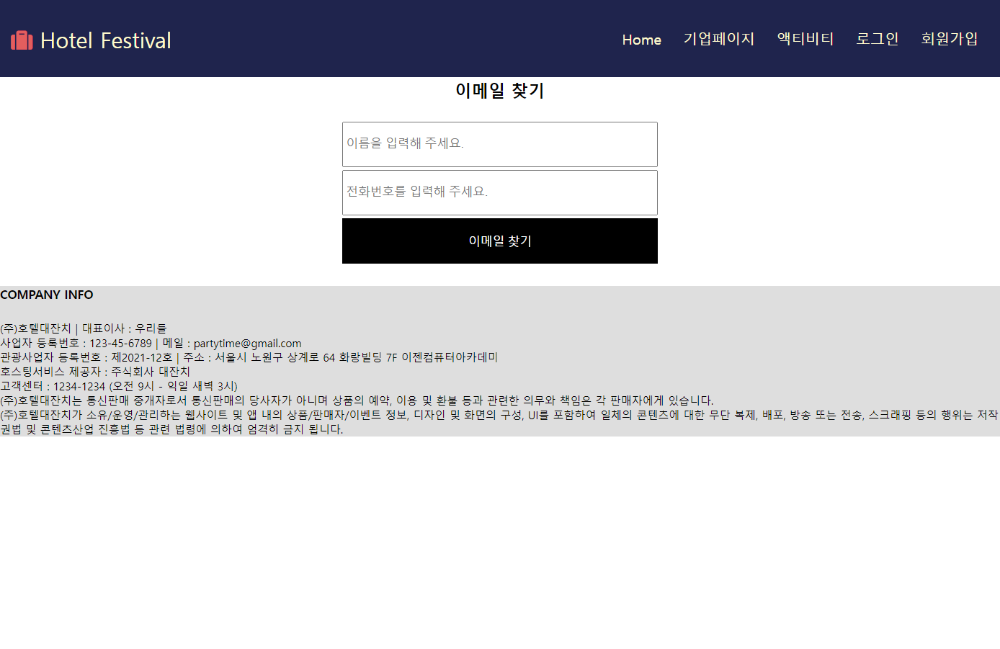 Hotel Festival
Home 기업페이지 액티비티 로그인 회원가입
이메일 찾기
이름을 입력해 주세요.
전화번호를 입력해 주세요.
이메일 찾기
COMPANY INFO
(주)호텔대잔치 | 대표이사 : 우리들
사업자 등록번호 : 123-45-6789 | 메일 : partytime@gmail.com
관광사업자 등록번호 : 제2021-12호 | 주소 : 서울시 노원구 상계로 64 화랑빌딩 7F 이젠컴퓨터아카데미
호스팅서비스 제공자 : 주식회사 대잔치
고객센터 : 1234-1234 (오전 9시 - 익일 새벽 3시)
(주)호텔대잔치는 통신판매 중개자로서 통신판매의 당사자가 아니며 상품의 예약, 이용 및 환불 등과 관련한 의무와 책임은 각 판매자에게 있습니다.
(주)호텔대잔치가 소유/운영/관리하는 웹사이트 및 앱 내의 상품/판매자/이벤트 정보, 디자인 및 화면의 구성, UI를 포함하여 일체의 콘텐츠에 대한 무단 복제, 배포, 방송 또는 전송, 스크래핑 등의 행위는 저작
권법 및 콘텐츠산업 진흥법 등 관련 법령에 의하여 엄격히 금지 됩니다.